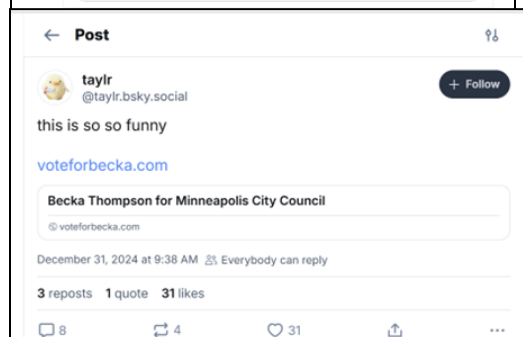 Post
taylr
@taylr.bsky.social
+ Follow
this is so so funny
voteforbecka.com
Becka Thompson for Minneapolis City Council
voteforbecka.com
December 31, 2024 at 9:38 AM Everybody can reply
3 reposts 1 quote 31 likes
8 4 31